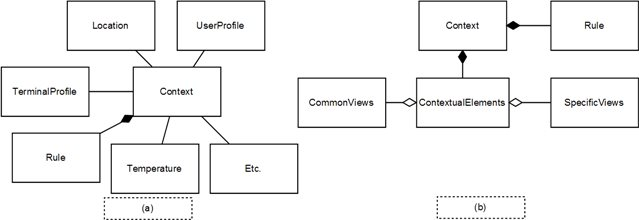 Location
UserProfile
TerminalProfile
Context
Rule
Temperature
Etc.
(a)
Context
Rule
CommonViews
ContextualElements
SpecificViews
(b)